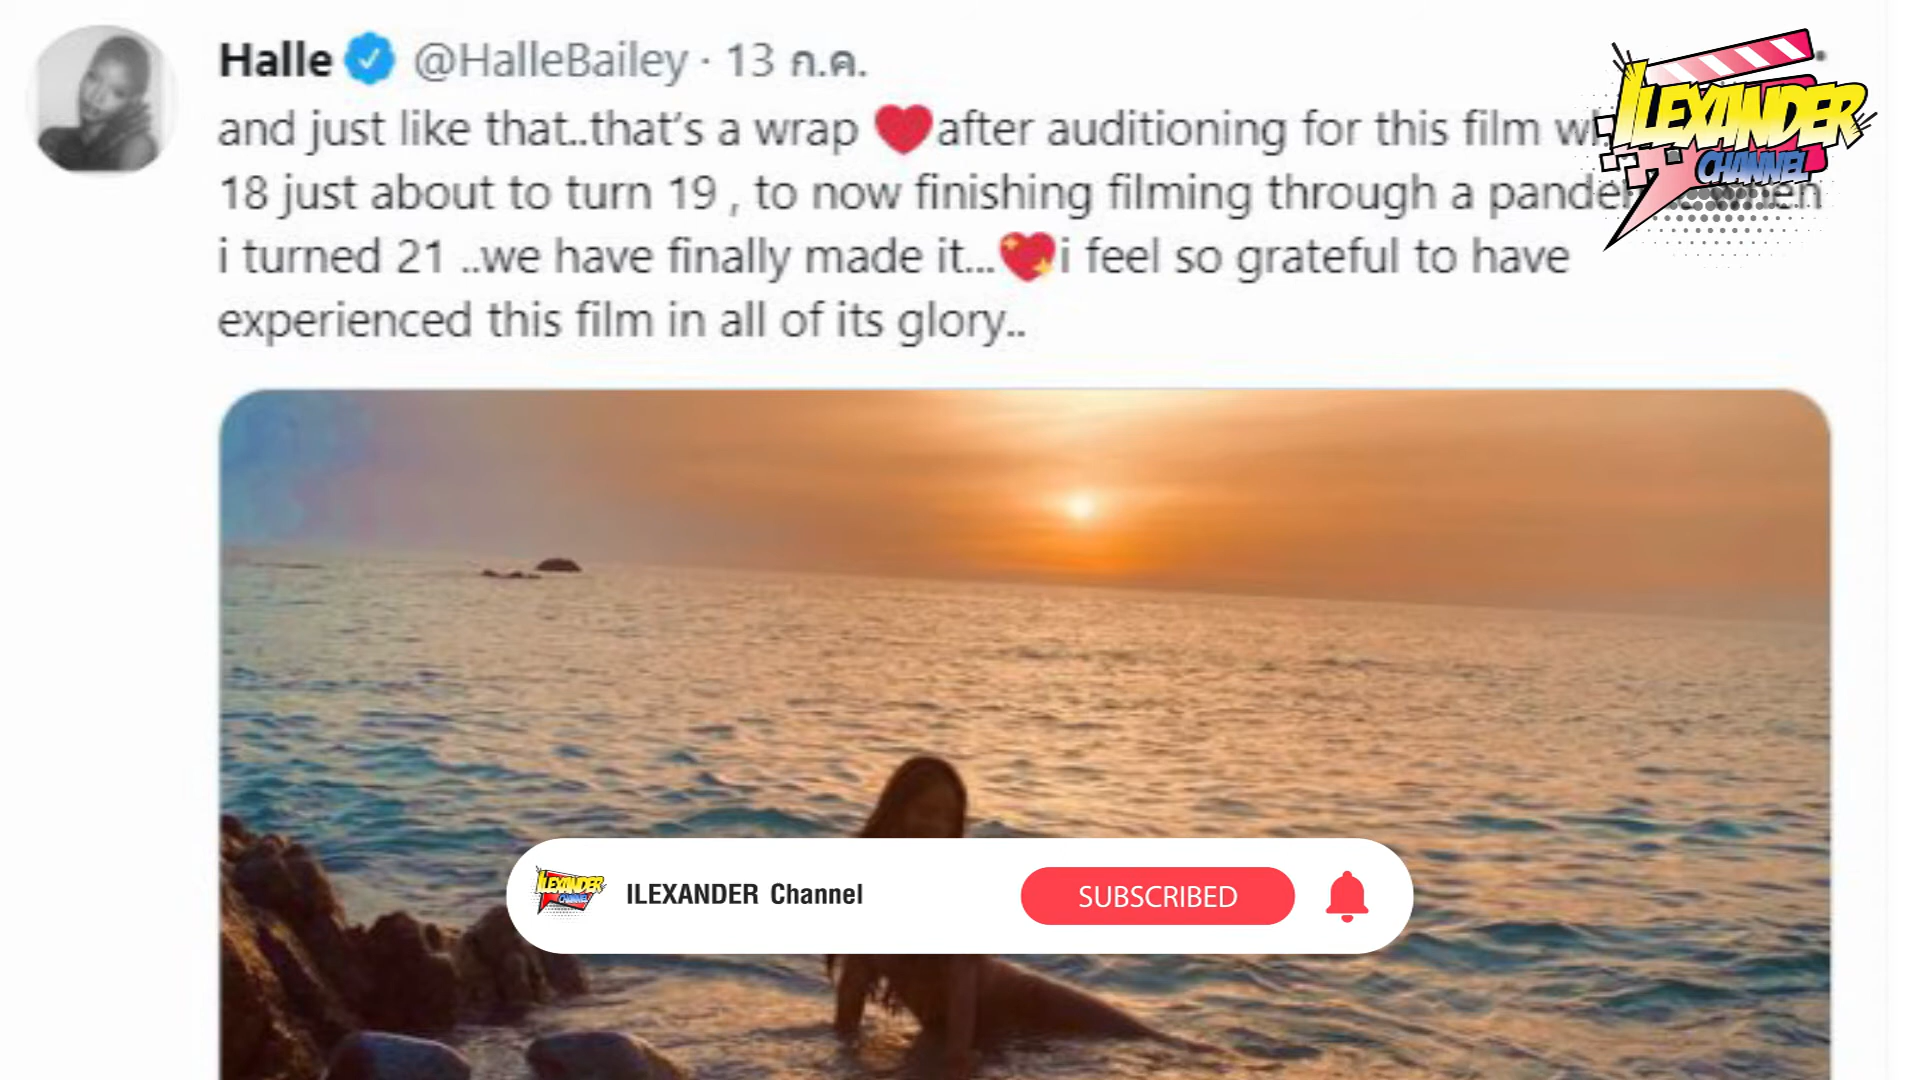 Halle @HalleBailey · 13 ก.ค.
and just like that..that's a wrap ❤after auditioning for this film
18 just about to turn 19 , to now finishing filming through a
i turned 21 ..we have finally made it...💖i feel so grateful to have
experienced this film in all of its glory..
ILEXANDER
CHANNEL
ILEXANDER Channel
SUBSCRIBED